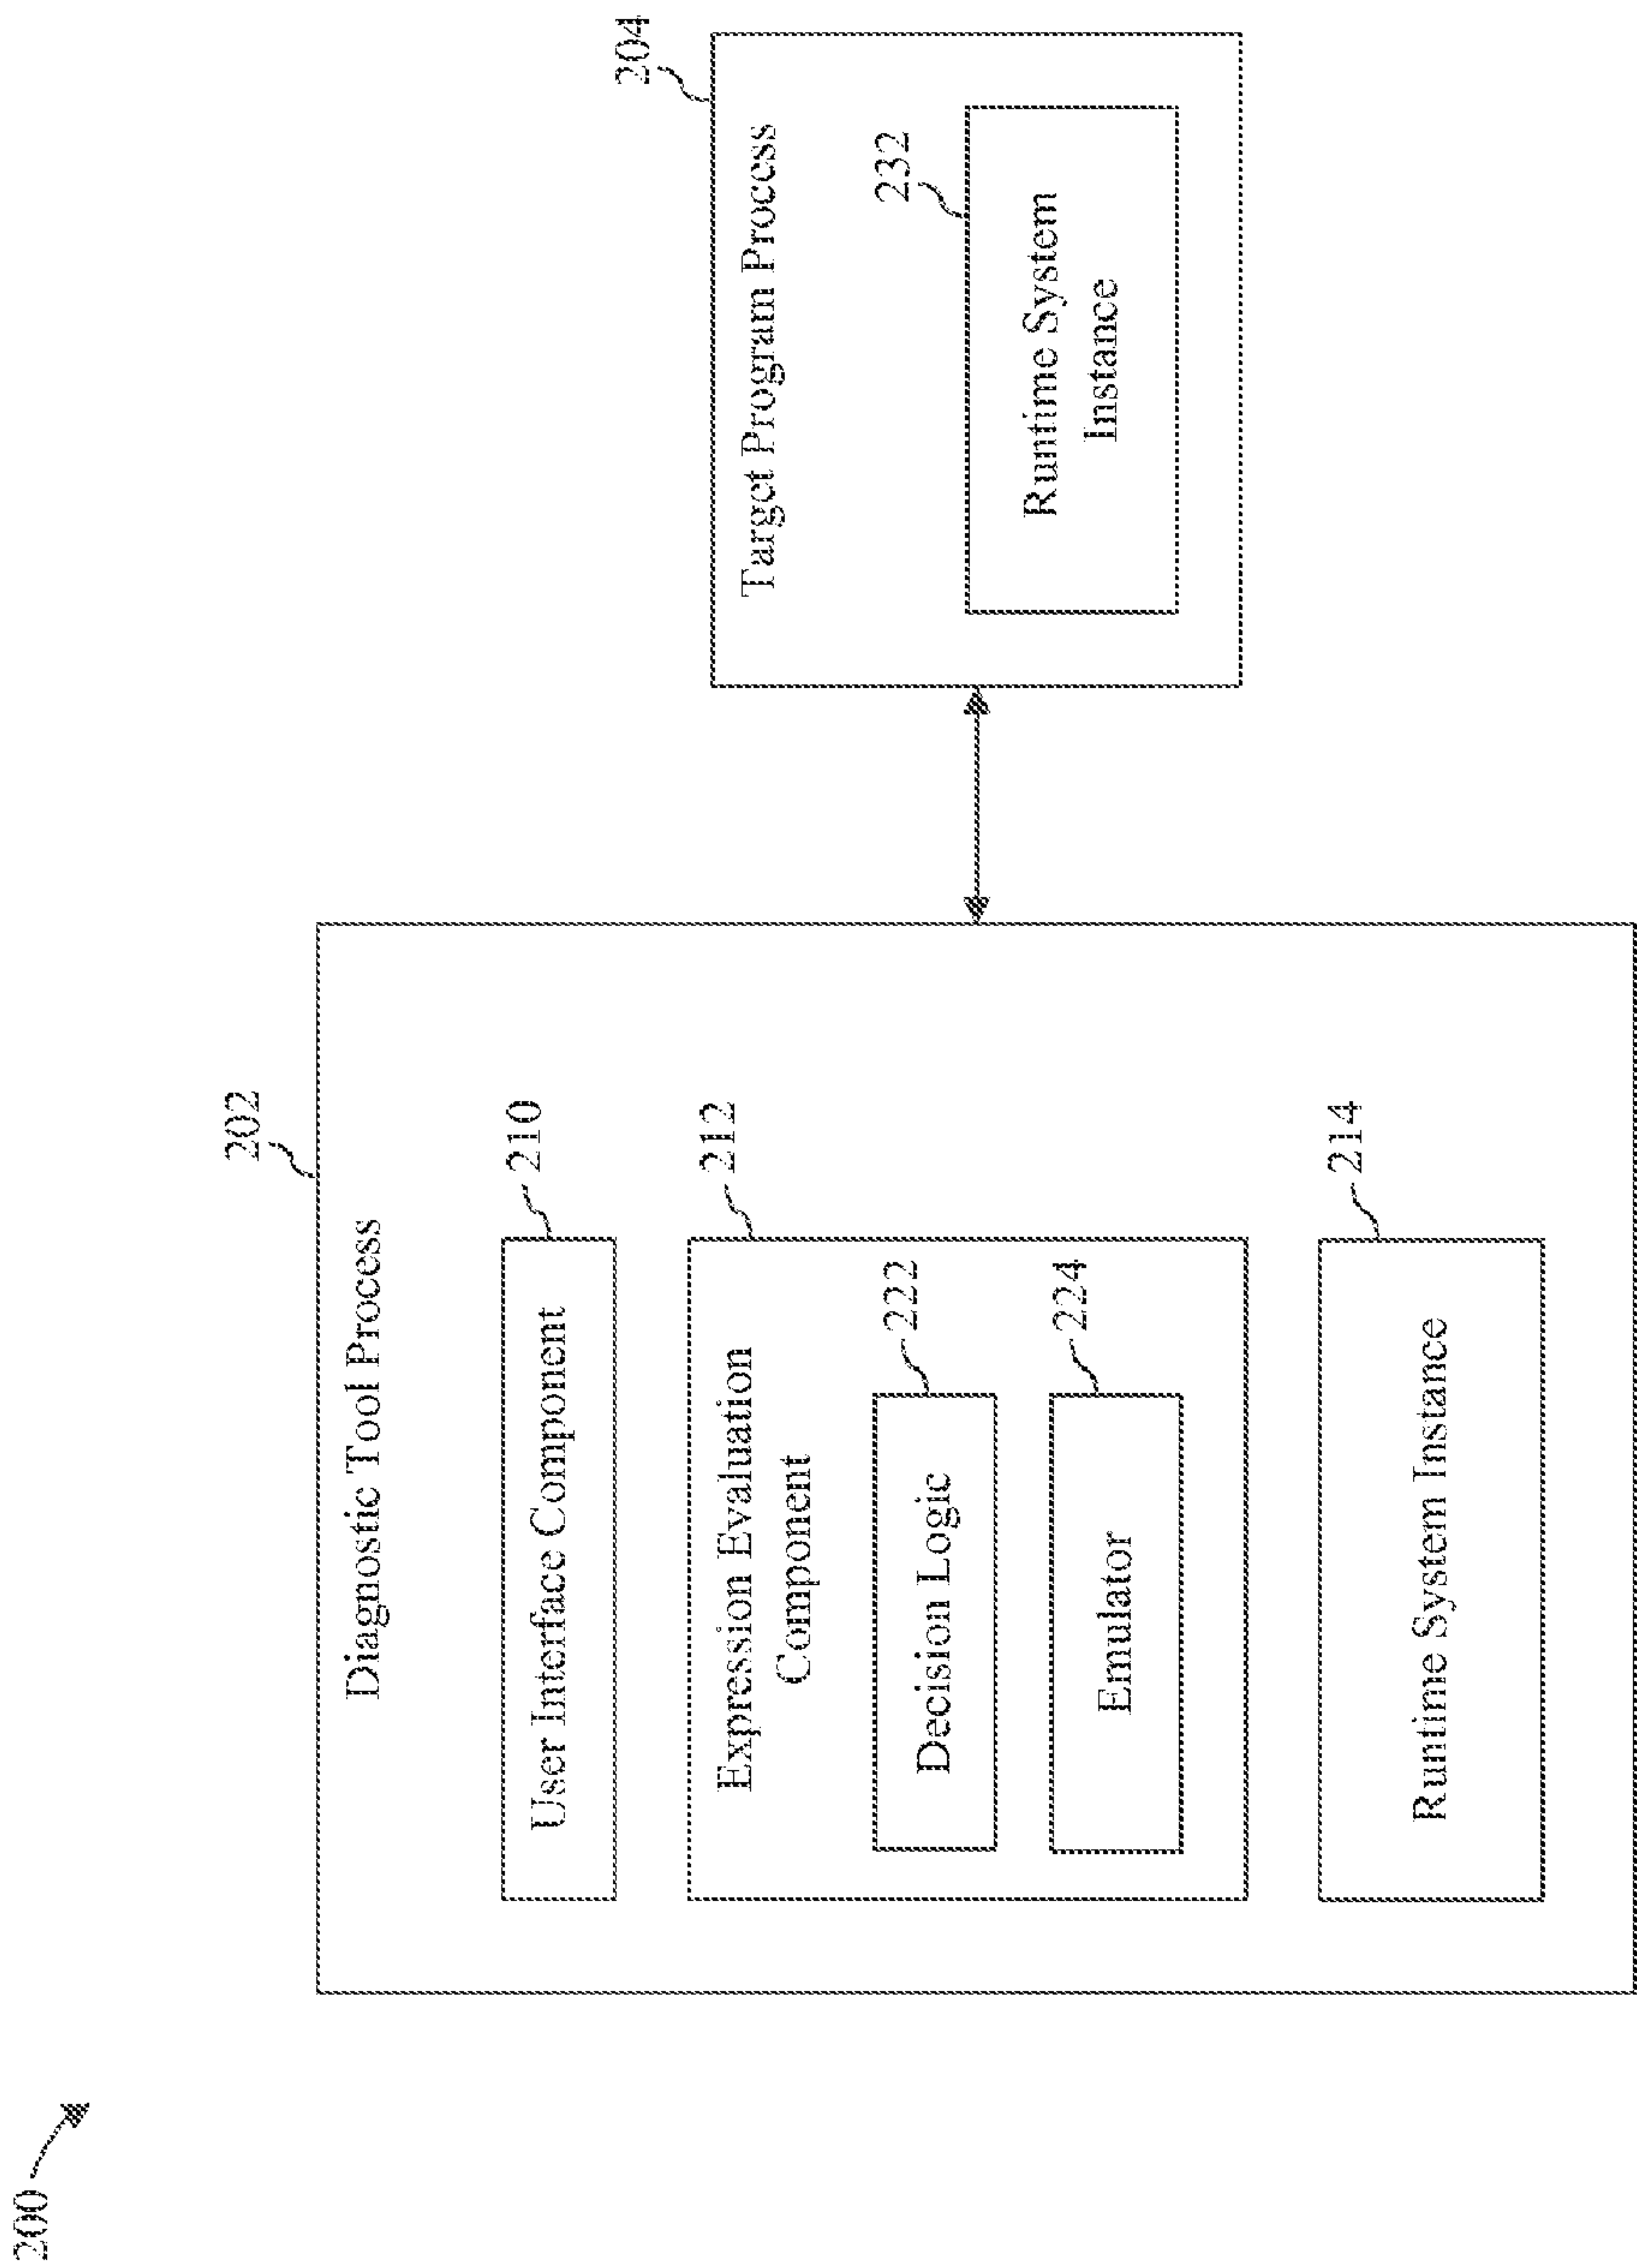 200
202
Diagnostic Tool Process
210
User Interface Component
212
Expression Evaluation
Component
222
Decision Logic
224
Emulator
214
Runtime System Instance
204
Target Program Process
232
Runtime System
Instance